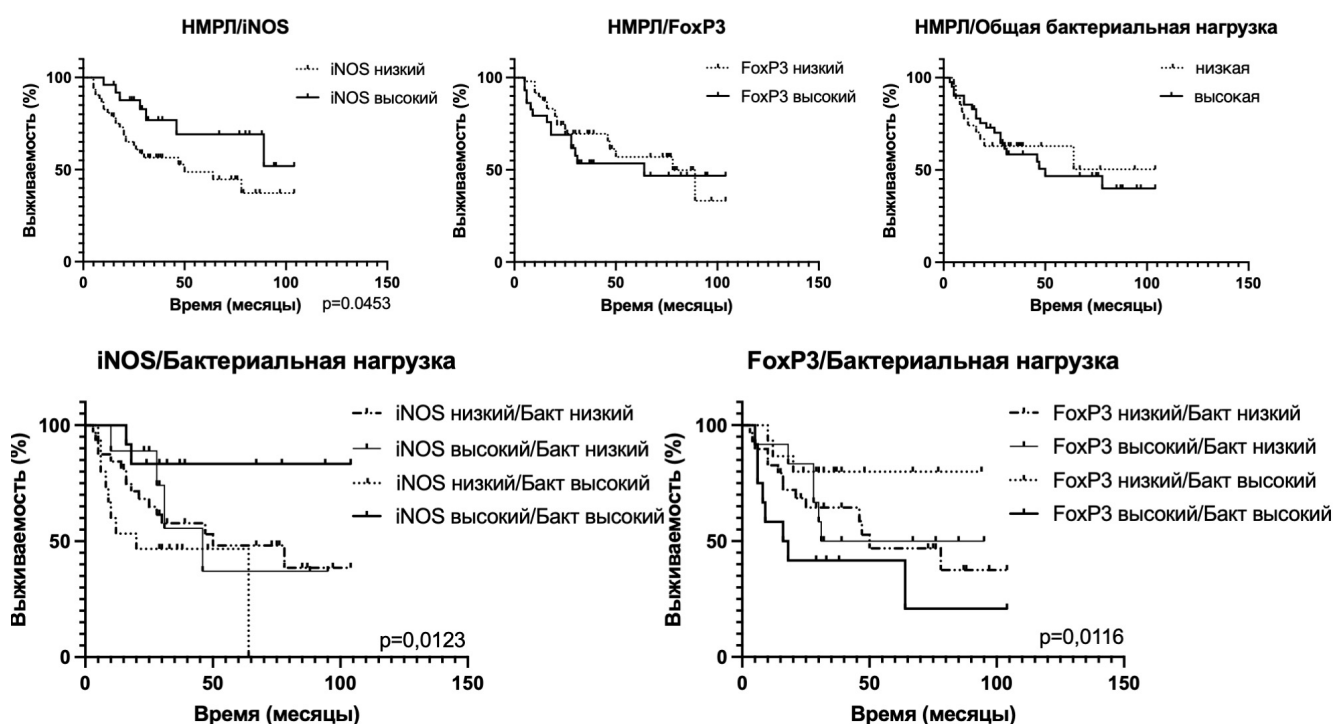 НМРЛ/iNOS
iNOS низкий
iNOS высокий
Выживаемость (%)
100
50
0
0 50 100 150
Время (месяцы)
p=0.0453
НМРЛ/FoxP3
FoxP3 низкий
FoxP3 высокий
Выживаемость (%)
100
50
0
0 50 100 150
Время (месяцы)
НМРЛ/Общая бактериальная нагрузка
низкая
высокая
Выживаемость (%)
100
50
0
0 50 100 150
Время (месяцы)
iNOS/Бактериальная нагрузка
iNOS низкий/Бакт низкий
iNOS высокий/Бакт низкий
iNOS низкий/Бакт высокий
iNOS высокий/Бакт высокий
Выживаемость (%)
100
50
0
p=0,0123
0 50 100 150
Время (месяцы)
FoxP3/Бактериальная нагрузка
FoxP3 низкий/Бакт низкий
FoxP3 высокий/Бакт низкий
FoxP3 низкий/Бакт высокий
FoxP3 высокий/Бакт высокий
Выживаемость (%)
100
50
0
p=0,0116
0 50 100 150
Время (месяцы)